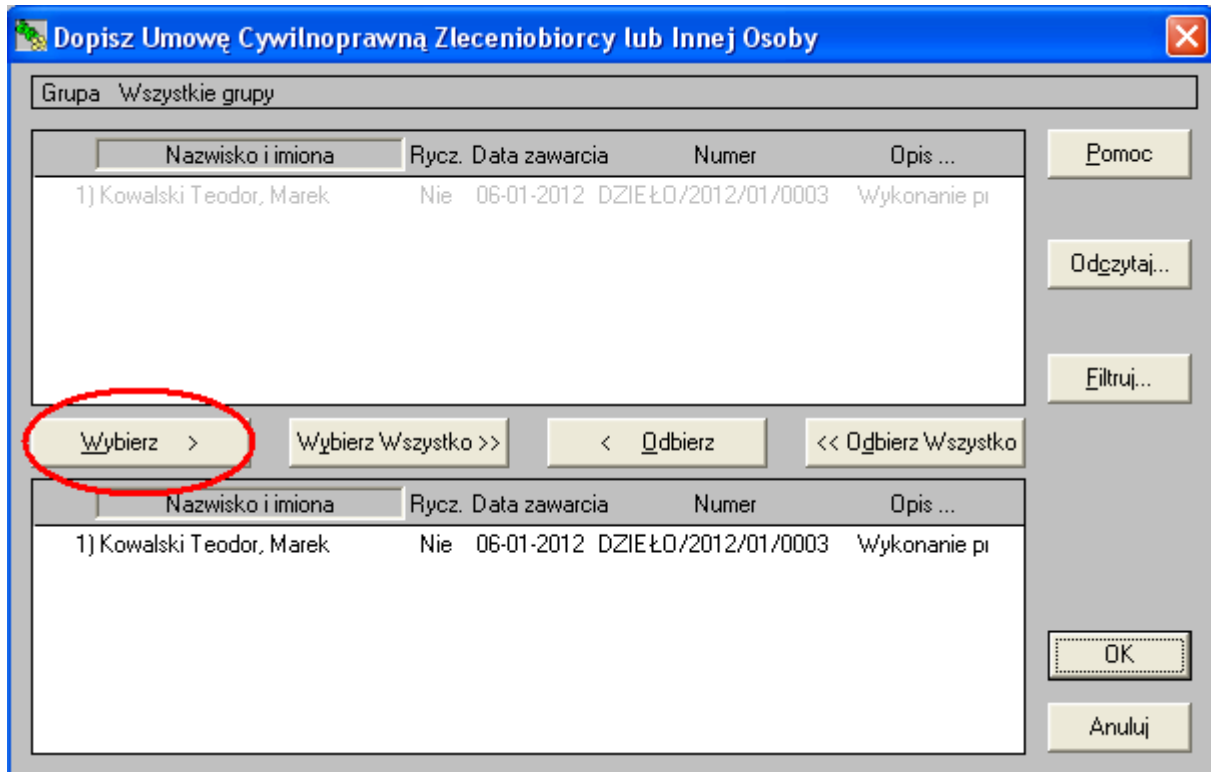 Dopisz Umowę Cywilnoprawną Zleceniobiorcy lub Innej Osoby
Grupa Wszystkie grupy
Nazwisko i imiona Rycz. Data zawarcia Numer Opis ...
1) Kowalski Teodor, Marek Nie 06-01-2012 DZIEŁO/2012/01/0003 Wykonanie
Pomoc
Odczytaj...
Filtruj...
Wybierz > Wybierz Wszystko >> < Odbierz << Odbierz Wszystko
Nazwisko i imiona Rycz. Data zawarcia Numer Opis ...
1) Kowalski Teodor, Marek Nie 06-01-2012 DZIEŁO/2012/01/0003 Wykonanie
OK
Anuluj